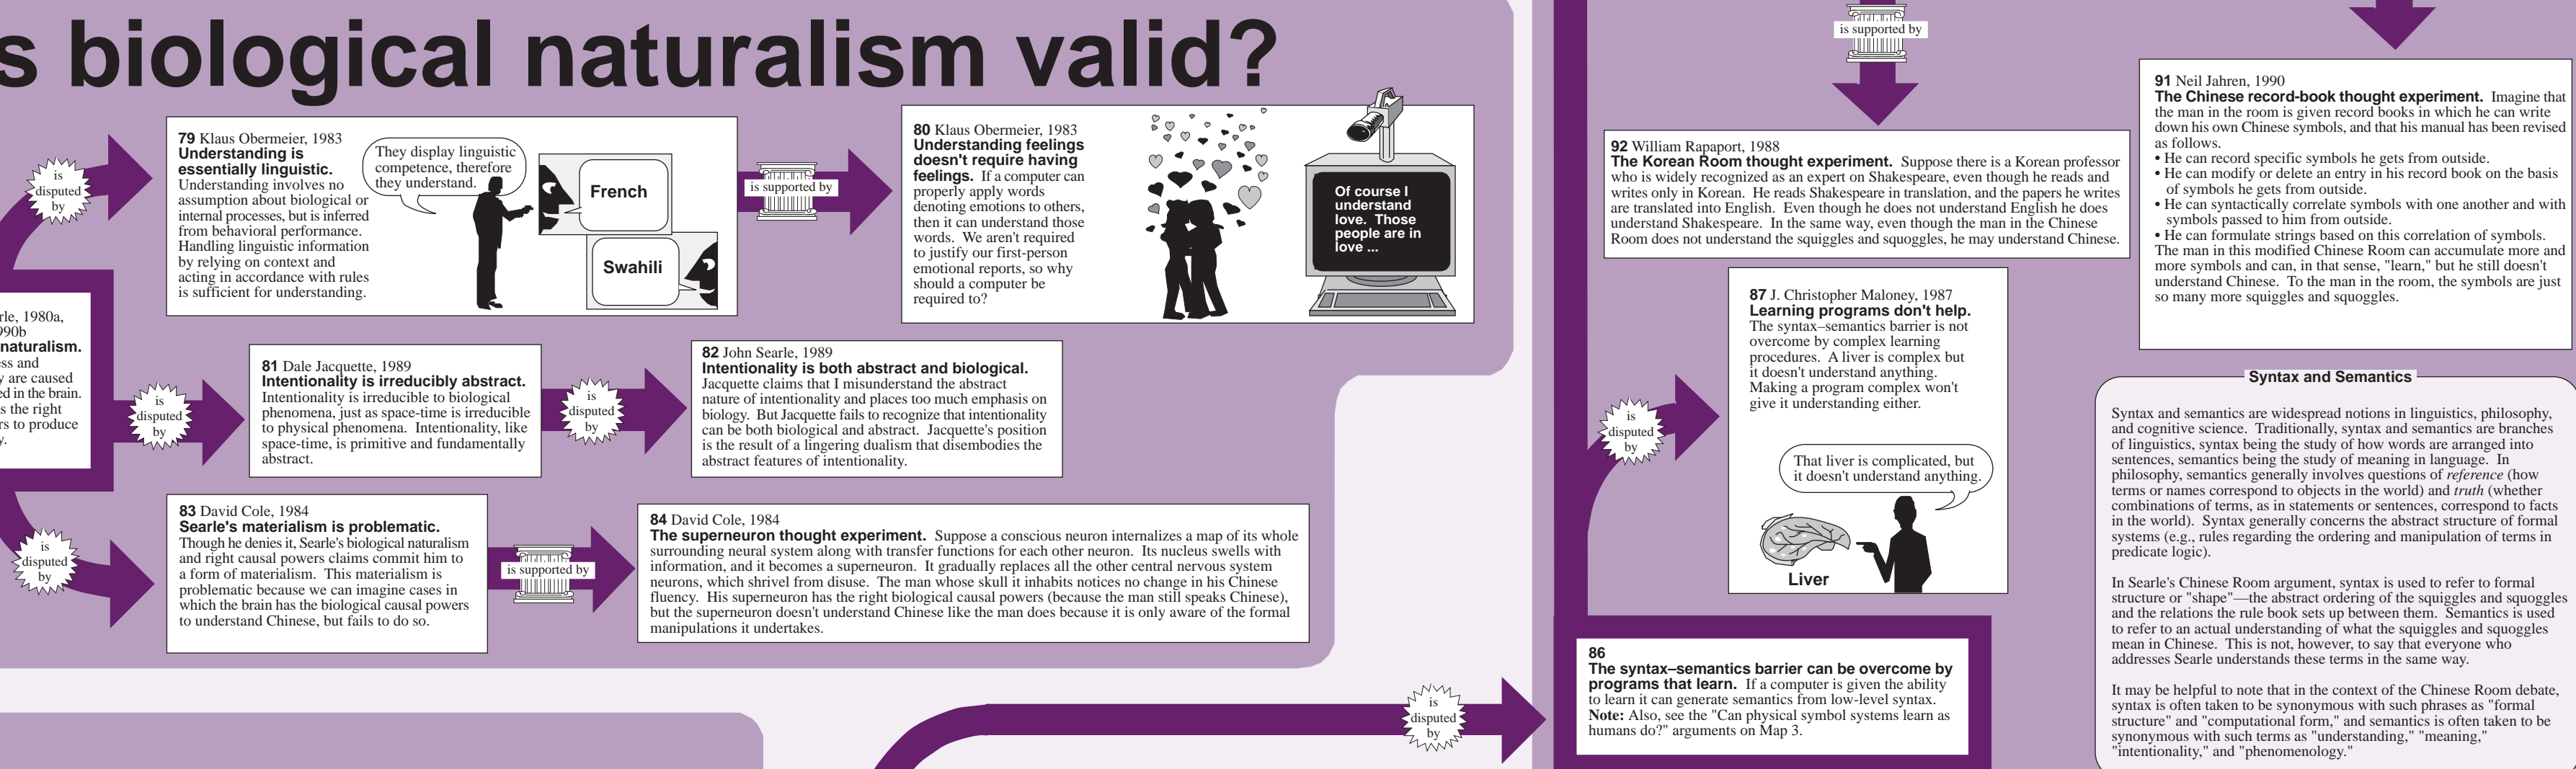 s biological naturalism valid?
is
disputed
by
79 Klaus Obermeier, 1983
Understanding is
essentially linguistic.
Understanding involves no
assumption about biological or
internal processes, but is inferred
from behavioral performance.
Handling linguistic information
by relying on context and
acting in accordance with rules
is sufficient for understanding.
They display linguistic
competence, therefore
they understand.
French
Swahili
is supported by
80 Klaus Obermeier, 1983
Understanding feelings
doesn't require having
feelings. If a computer can
properly apply words
denoting emotions to others,
then it can understand those
words. We aren't required
to justify our first-person
emotional reports, so why
should a computer be
required to?
Of course I
understand
love. Those
people are in
love ...
rle, 1980a,
990b
naturalism.
ess and
y are caused
ed in the brain.
s the right
rs to produce
y.
is
disputed
by
81 Dale Jacquette, 1989
Intentionality is irreducibly abstract.
Intentionality is irreducible to biological
phenomena, just as space-time is irreducible
to physical phenomena. Intentionality, like
space-time, is primitive and fundamentally
abstract.
is
disputed
by
82 John Searle, 1989
Intentionality is both abstract and biological.
Jacquette claims that I misunderstand the abstract
nature of intentionality and places too much emphasis on
biology. But Jacquette fails to recognize that intentionality
can be both biological and abstract. Jacquette's position
is the result of a lingering dualism that disembodies the
abstract features of intentionality.
is
disputed
by
83 David Cole, 1984
Searle's materialism is problematic.
Though he denies it, Searle's biological naturalism
and right causal powers claims commit him to
a form of materialism. This materialism is
problematic because we can imagine cases in
which the brain has the biological causal powers
to understand Chinese, but fails to do so.
is supported by
84 David Cole, 1984
The superneuron thought experiment. Suppose a conscious neuron internalizes a map of its whole
surrounding neural system along with transfer functions for each other neuron. Its nucleus swells with
information, and it becomes a superneuron. It gradually replaces all the other central nervous system
neurons, which shrivel from disuse. The man whose skull it inhabits notices no change in his Chinese
fluency. His superneuron has the right biological causal powers (because the man still speaks Chinese),
but the superneuron doesn't understand Chinese like the man does because it is only aware of the formal
manipulations it undertakes.
is
disputed
by
is supported by
92 William Rapaport, 1988
The Korean Room thought experiment. Suppose there is a Korean professor
who is widely recognized as an expert on Shakespeare, even though he reads and
writes only in Korean. He reads Shakespeare in translation, and the papers he writes
are translated into English. Even though he does not understand English he does
understand Shakespeare. In the same way, even though the man in the Chinese
Room does not understand the squiggles and squoggles, he may understand Chinese.
is
disputed
by
87 J. Christopher Maloney, 1987
Learning programs don't help.
The syntax–semantics barrier is not
overcome by complex learning
procedures. A liver is complex but
it doesn't understand anything.
Making a program complex won't
give it understanding either.
That liver is complicated, but
it doesn't understand anything.
Liver
86
The syntax–semantics barrier can be overcome by
programs that learn. If a computer is given the ability
to learn it can generate semantics from low-level syntax.
Note: Also, see the "Can physical symbol systems learn as
humans do?" arguments on Map 3.
91 Neil Jahren, 1990
The Chinese record-book thought experiment. Imagine that
the man in the room is given record books in which he can write
down his own Chinese symbols, and that his manual has been revised
as follows.
• He can record specific symbols he gets from outside.
• He can modify or delete an entry in his record book on the basis
of symbols he gets from outside.
• He can syntactically correlate symbols with one another and with
symbols passed to him from outside.
• He can formulate strings based on this correlation of symbols.
The man in this modified Chinese Room can accumulate more and
more symbols and can, in that sense, "learn," but he still doesn't
understand Chinese. To the man in the room, the symbols are just
so many more squiggles and squoggles.
Syntax and Semantics
Syntax and semantics are widespread notions in linguistics, philosophy,
and cognitive science. Traditionally, syntax and semantics are branches
of linguistics, syntax being the study of how words are arranged into
sentences, semantics being the study of meaning in language. In
philosophy, semantics generally involves questions of reference (how
terms or names correspond to objects in the world) and truth (whether
combinations of terms, as in statements or sentences, correspond to facts
in the world). Syntax generally concerns the abstract structure of formal
systems (e.g., rules regarding the ordering and manipulation of terms in
predicate logic).
In Searle's Chinese Room argument, syntax is used to refer to formal
structure or "shape"—the abstract ordering of the squiggles and squoggles
and the relations the rule book sets up between them. Semantics is used
to refer to an actual understanding of what the squiggles and squoggles
mean in Chinese. This is not, however, to say that everyone who
addresses Searle understands these terms in the same way.
It may be helpful to note that in the context of the Chinese Room debate,
syntax is often taken to be synonymous with such phrases as "formal
structure" and "computational form," and semantics is often taken to be
synonymous with such terms as "understanding," "meaning,"
"intentionality," and "phenomenology."